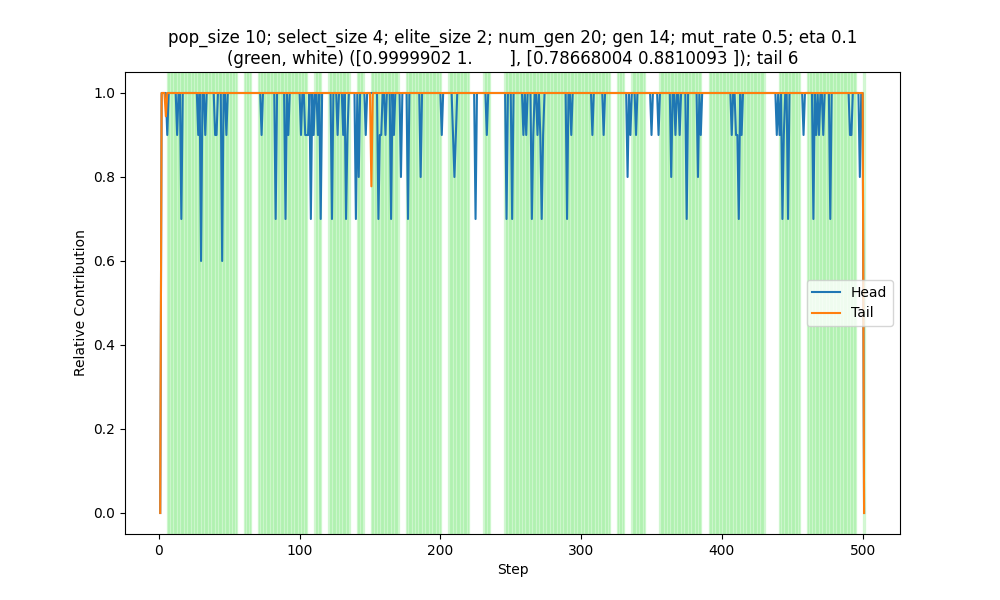 pop_size 10; select_size 4; elite_size 2; num_gen 20; gen 14; mut_rate 0.5; eta 0.1
(green, white) ([0.9999902 1.       ], [0.78668004 0.8810093 ]); tail 6
1.0
0.8
0.6
0.4
0.2
0.0
Relative Contribution
Head
Tail
0
100
200
300
400
500
Step